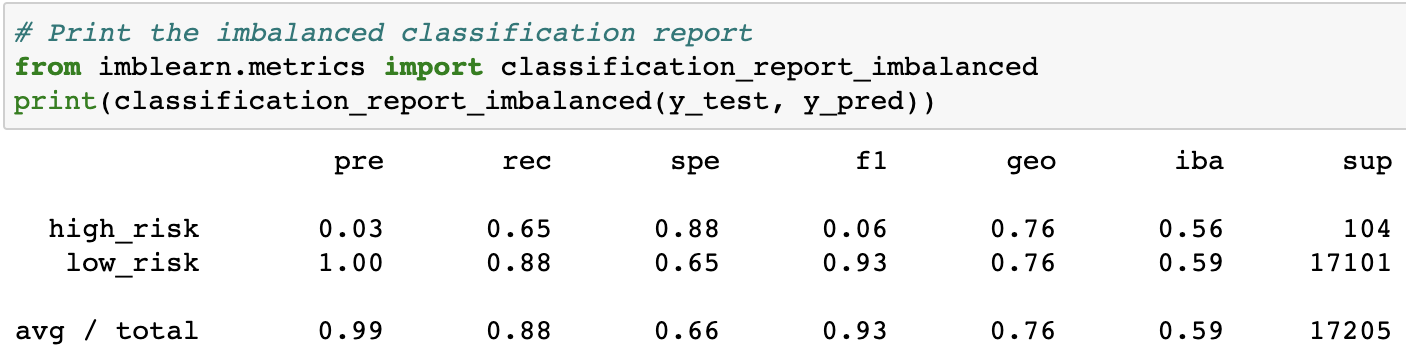 # Print the imbalanced classification report
from imblearn.metrics import classification_report_imbalanced
print(classification_report_imbalanced(y_test, y_pred))
pre rec spe f1 geo iba sup
high_risk 0.03 0.65 0.88 0.06 0.76 0.56 104
low_risk 1.00 0.88 0.65 0.93 0.76 0.59 17101
avg / total 0.99 0.88 0.66 0.93 0.76 0.59 17205